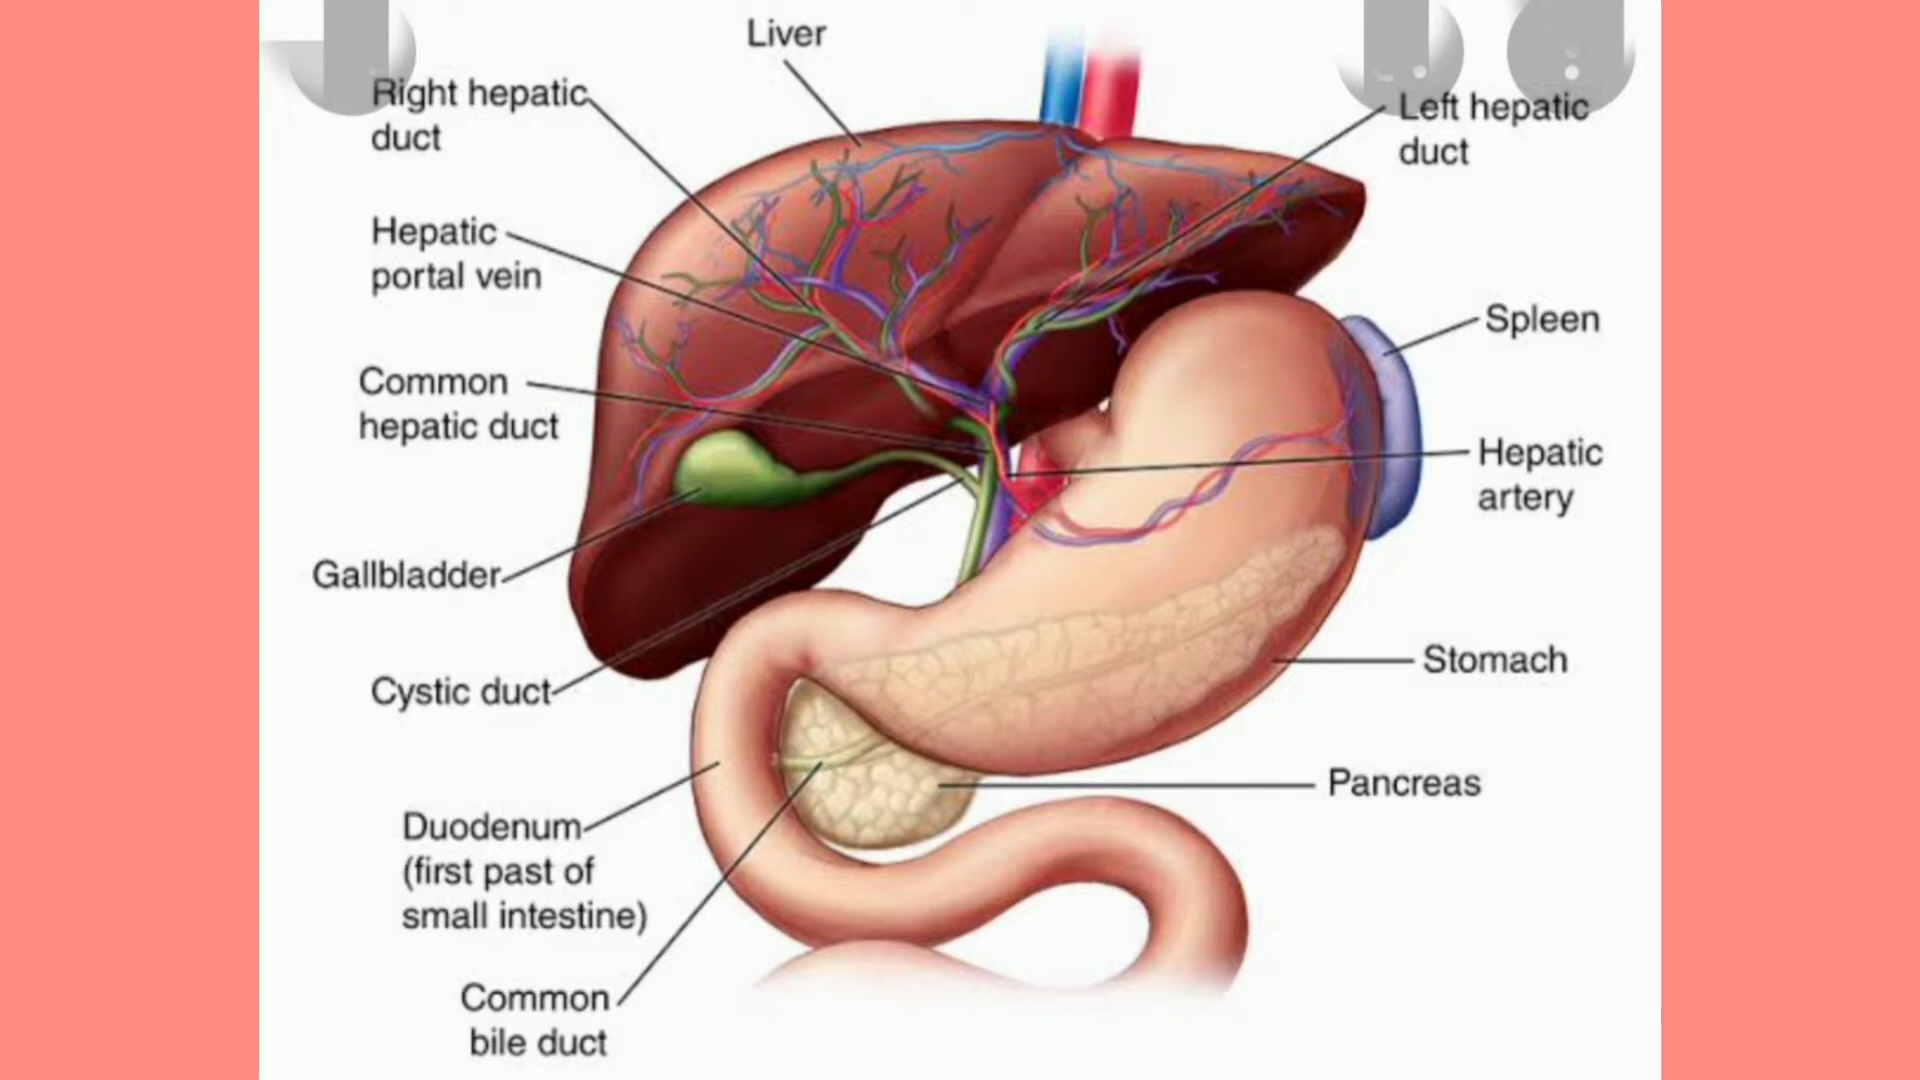 Liver
Right hepatic
duct
Left hepatic
duct
Hepatic
portal vein
Spleen
Common
hepatic duct
Hepatic
artery
Gallbladder
Stomach
Cystic duct
Pancreas
Duodenum
(first past of
small intestine)
Common
bile duct